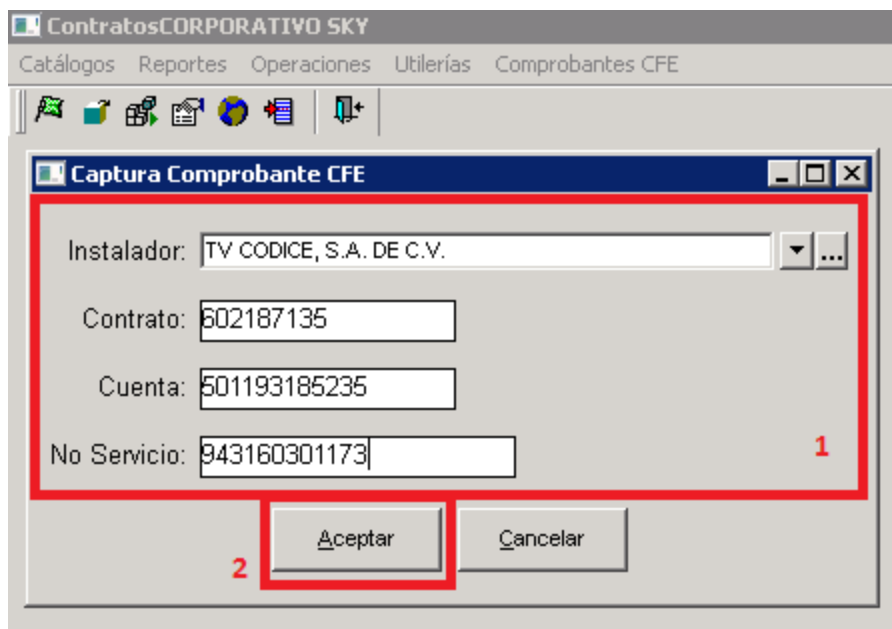 ContratosCORPORATIVO SKY
Catálogos Reportes Operaciones Utilerías Comprobantes CFE
Captura Comprobante CFE
Instalador: TV CODICE, S.A. DE C.V. ...
Contrato: 602187135
Cuenta: 501193185235
No Servicio: 943160301173
1
Aceptar Cancelar
2